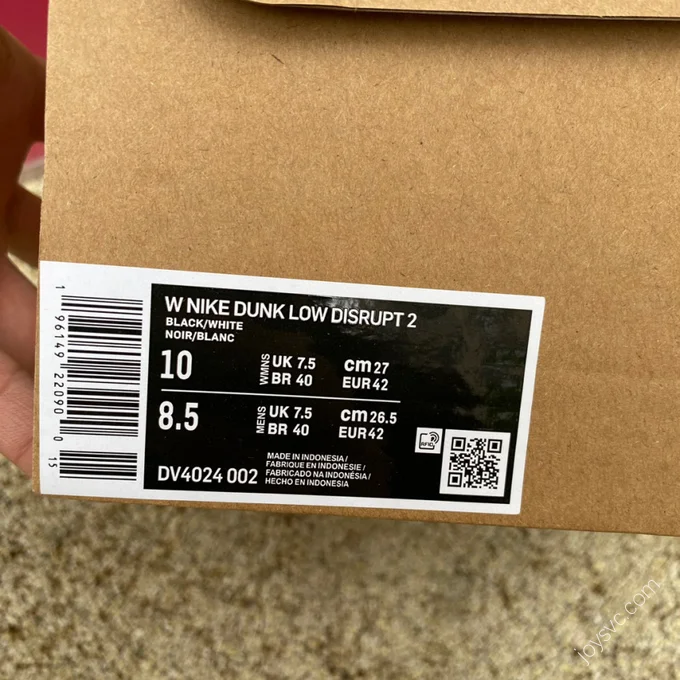 W NIKE DUNK LOW DISRUPT 2
BLACK/WHITE
NOIR/BLANC
10 WMNS UK 7.5 cm 27
BR 40 EUR 42
8.5 MENS UK 7.5 cm 26.5
BR 40 EUR 42
RFID
DV4024 002
MADE IN INDONESIA/
FABRIQUE EN INDONESIE/
FABRICADO NA INDONÉSIA/
HECHO EN INDONESIA
1 96149 22090 0 15
joysvc.com